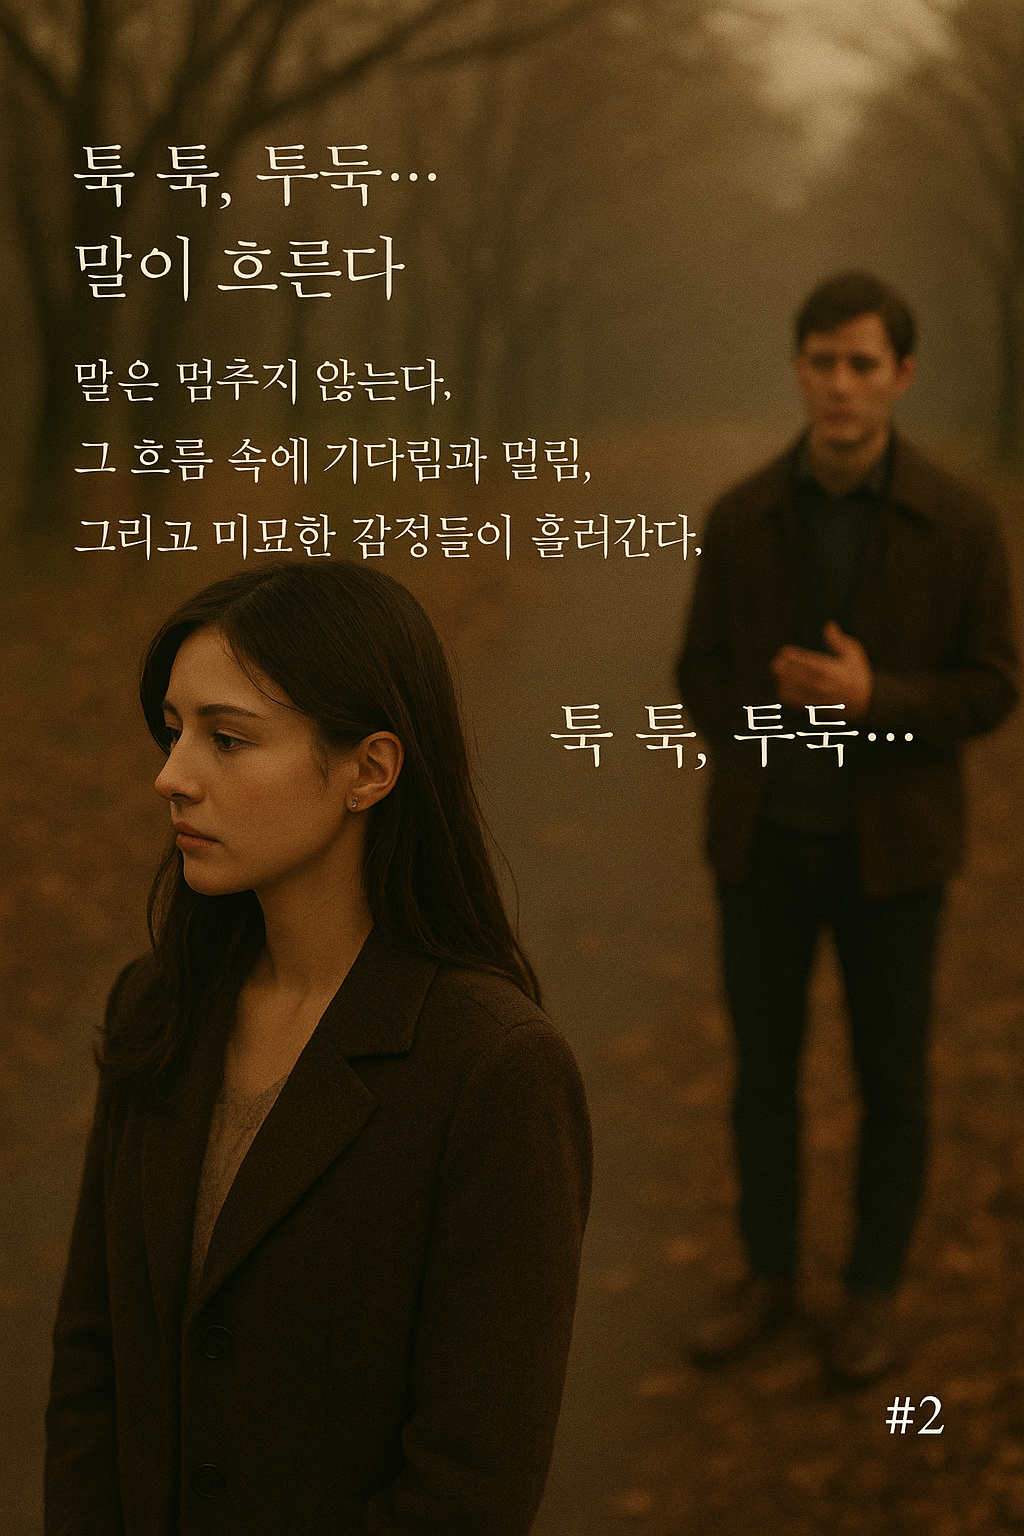 툭 툭, 투둑…
말이 흐른다
말은 멈추지 않는다,
그 흐름 속에 기다림과 멀림,
그리고 미묘한 잠정들이 흘러간다,
툭 툭, 투둑…
#2